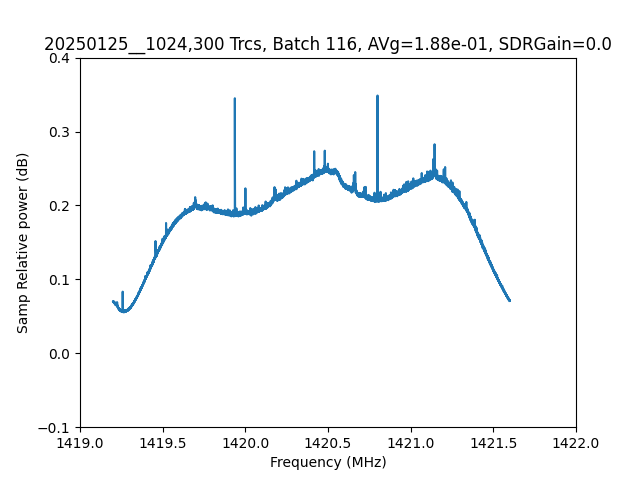 20250125__1024,300 Trcs, Batch 116, AVg=1.88e-01, SDRGain=0.0
0.4
0.3
0.2
0.1
0.0
−0.1
Samp Relative power (dB)
1419.0 1419.5 1420.0 1420.5 1421.0 1421.5 1422.0
Frequency (MHz)